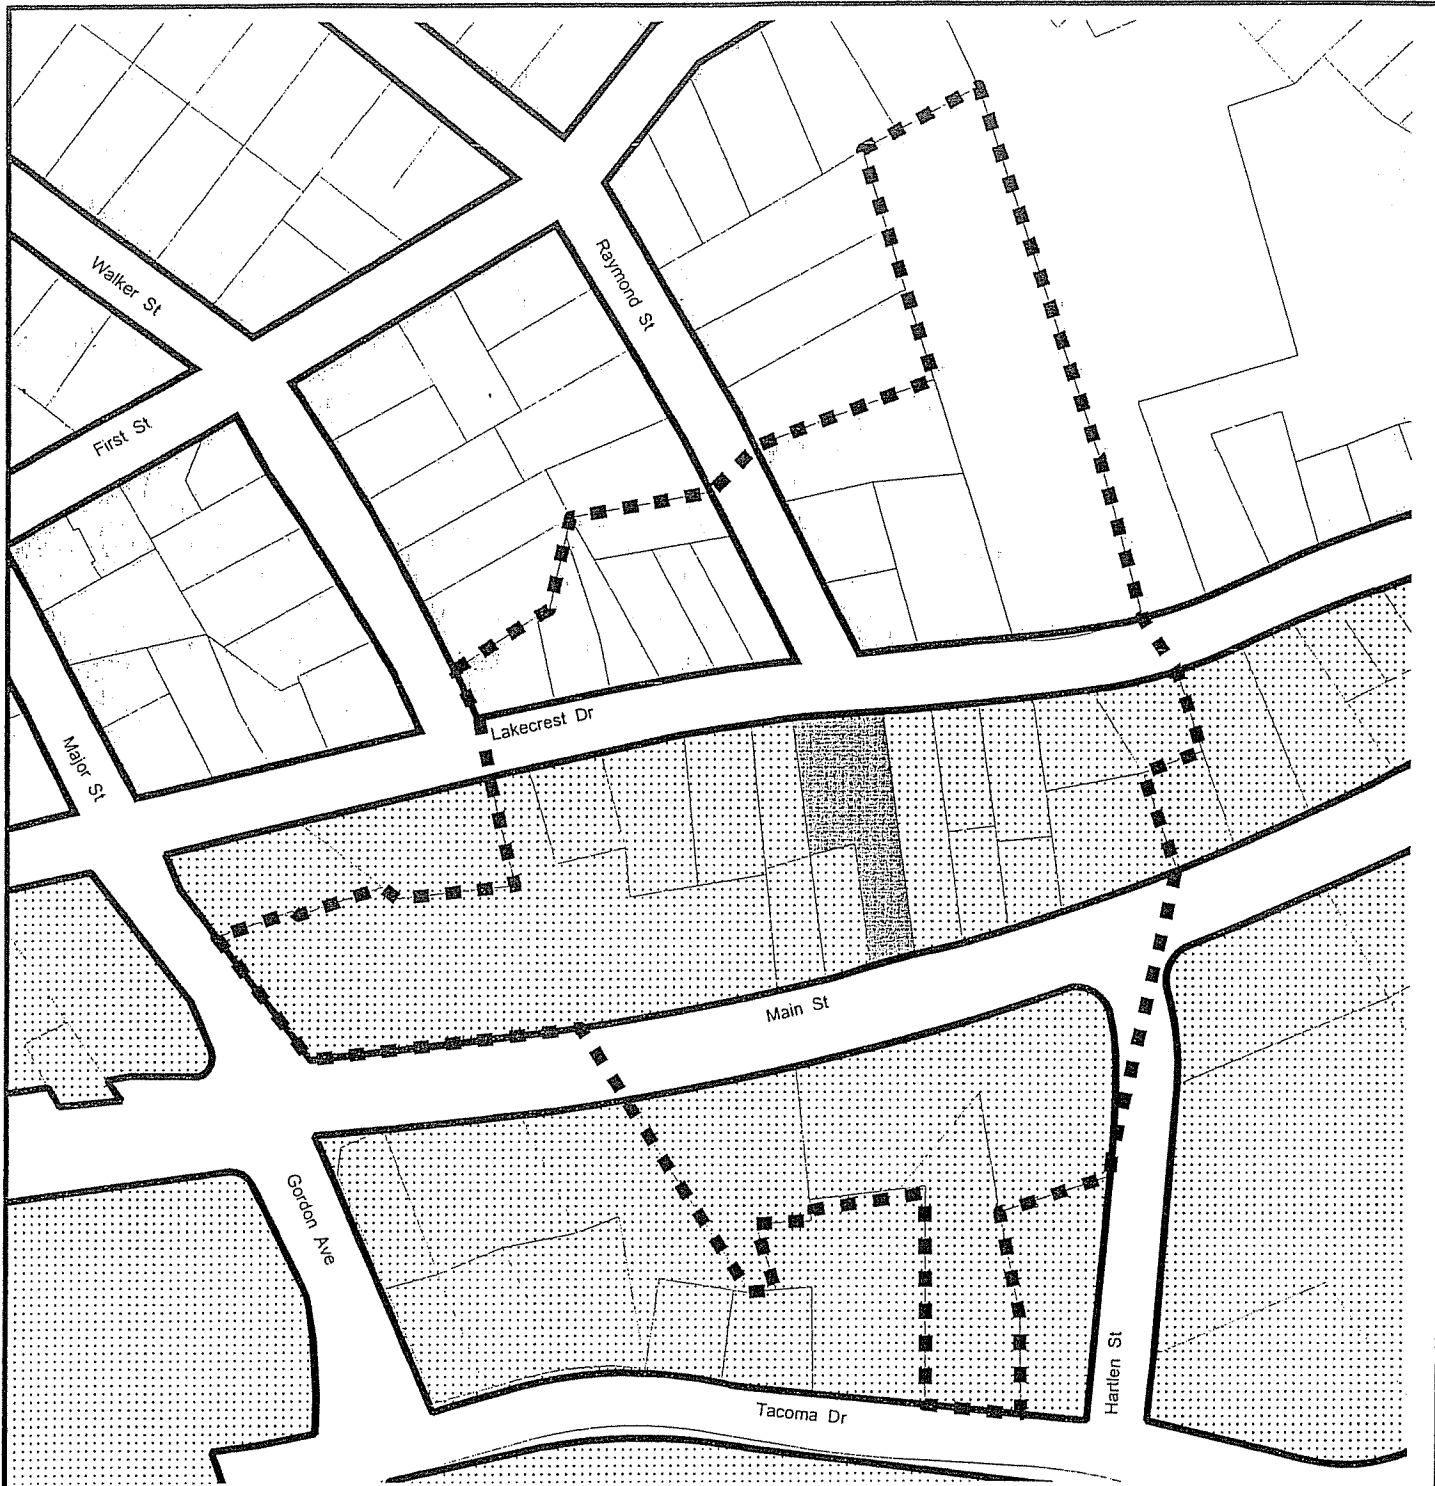 Raymond St
Walker St
First St
Lakecrest Dr
Major St
Main St
Gordon Ave
Hartlen St
Tacoma Dr